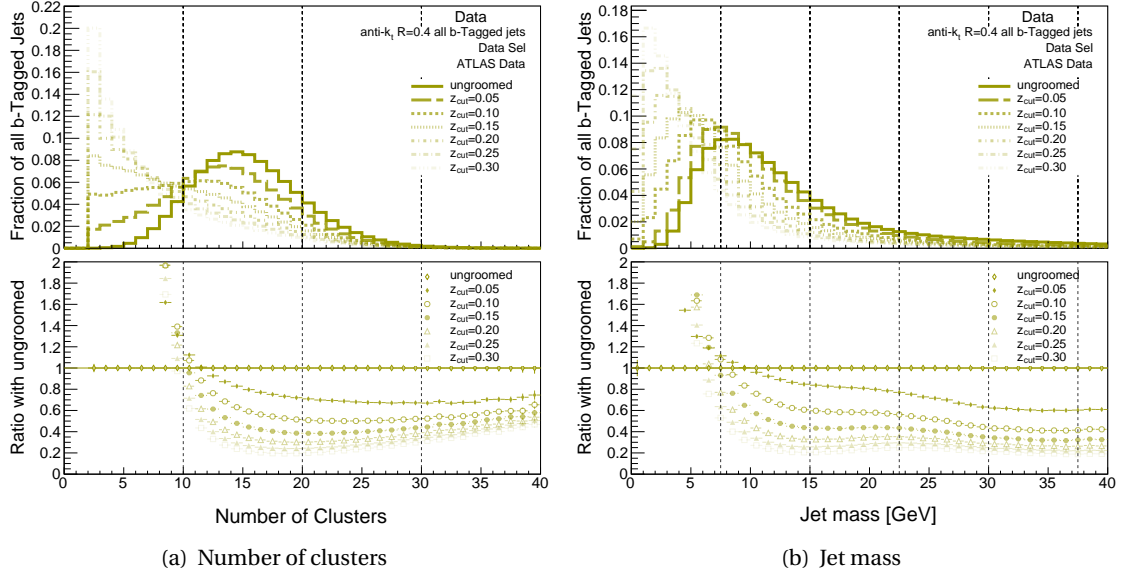 Data
anti-k_t R=0.4 all b-Tagged jets
Data Sel
ATLAS Data
ungroomed
z_cut=0.05
z_cut=0.10
z_cut=0.15
z_cut=0.20
z_cut=0.25
z_cut=0.30
Fraction of all b-Tagged Jets
0.22
0.2
0.18
0.16
0.14
0.12
0.1
0.08
0.06
0.04
0.02
0
ungroomed
z_cut=0.05
z_cut=0.10
z_cut=0.15
z_cut=0.20
z_cut=0.25
z_cut=0.30
Ratio with ungroomed
2
1.8
1.6
1.4
1.2
1
0.8
0.6
0.4
0.2
0
0 5 10 15 20 25 30 35 40
Number of Clusters
(a) Number of clusters
Data
anti-k_t R=0.4 all b-Tagged jets
Data Sel
ATLAS Data
ungroomed
z_cut=0.05
z_cut=0.10
z_cut=0.15
z_cut=0.20
z_cut=0.25
z_cut=0.30
Fraction of all b-Tagged Jets
0.18
0.16
0.14
0.12
0.1
0.08
0.06
0.04
0.02
0
ungroomed
z_cut=0.05
z_cut=0.10
z_cut=0.15
z_cut=0.20
z_cut=0.25
z_cut=0.30
Ratio with ungroomed
2
1.8
1.6
1.4
1.2
1
0.8
0.6
0.4
0.2
0
0 5 10 15 20 25 30 35 40
Jet mass [GeV]
(b) Jet mass